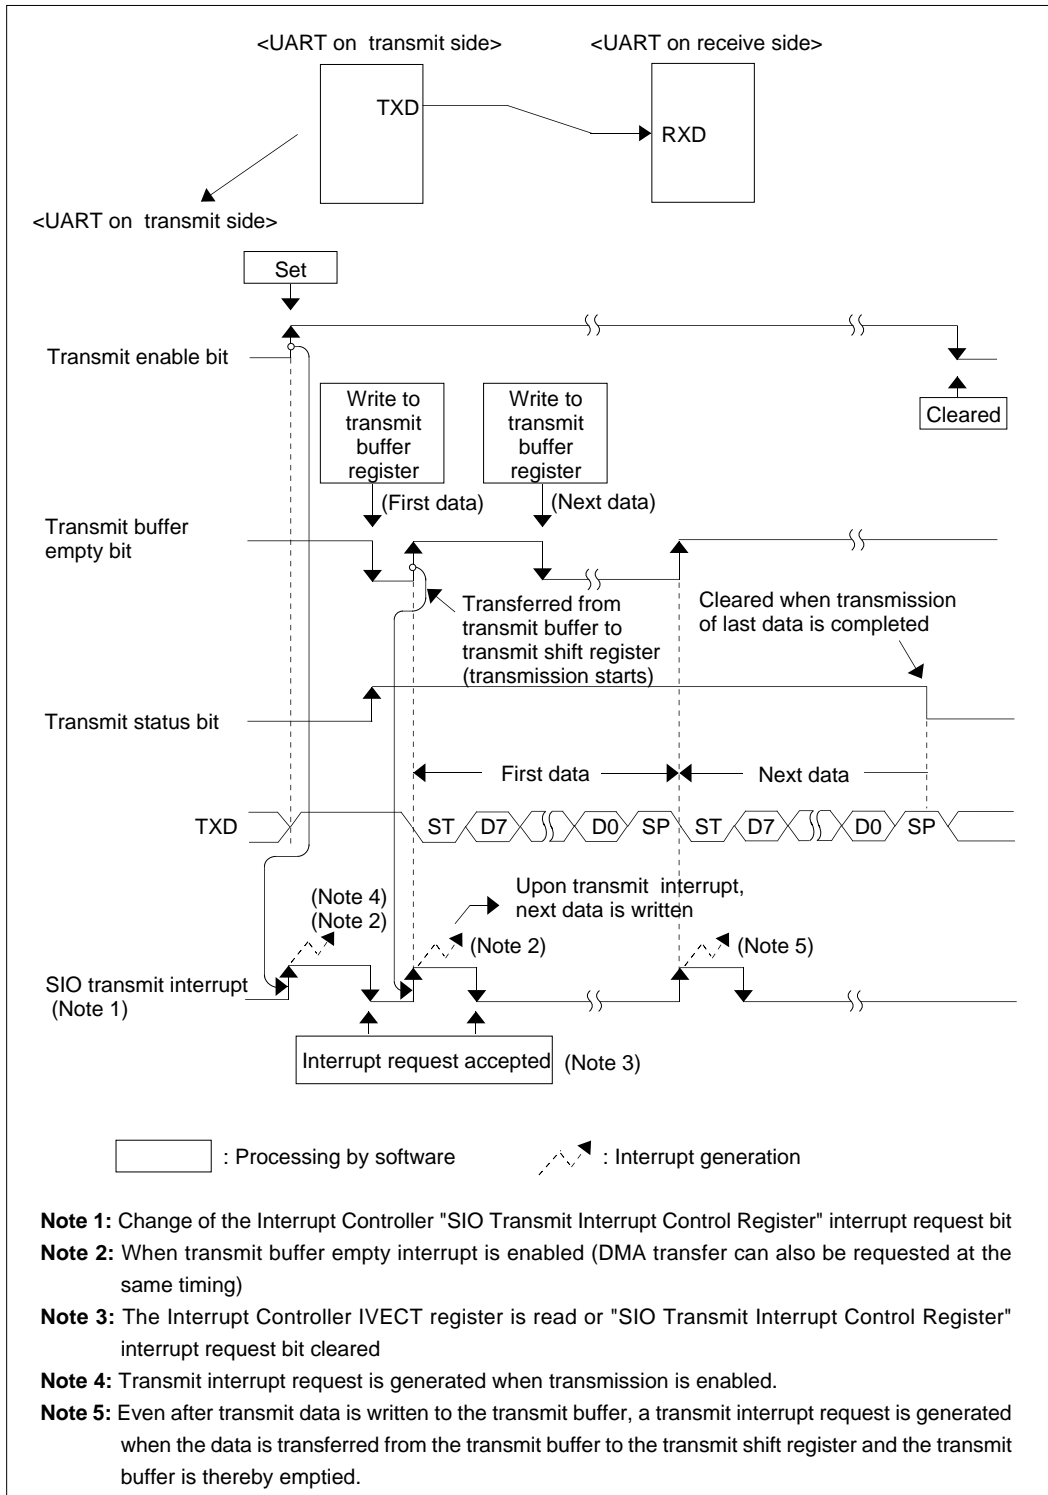 <UART on transmit side>
<UART on receive side>
TXD
RXD
<UART on transmit side>
Set
Transmit enable bit
Cleared
Write to
transmit
buffer
register
Write to
transmit
buffer
register
(First data)
(Next data)
Transmit buffer
empty bit
Transferred from
transmit buffer to
transmit shift register
(transmission starts)
Cleared when transmission
of last data is completed
Transmit status bit
First data
Next data
TXD
ST D7 D0 SP ST D7 D0 SP
(Note 4)
(Note 2)
Upon transmit interrupt,
next data is written
(Note 2)
(Note 5)
SIO transmit interrupt
(Note 1)
Interrupt request accepted
(Note 3)
: Processing by software
: Interrupt generation
Note 1: Change of the Interrupt Controller "SIO Transmit Interrupt Control Register" interrupt request bit
Note 2: When transmit buffer empty interrupt is enabled (DMA transfer can also be requested at the
same timing)
Note 3: The Interrupt Controller IVECT register is read or "SIO Transmit Interrupt Control Register"
interrupt request bit cleared
Note 4: Transmit interrupt request is generated when transmission is enabled.
Note 5: Even after transmit data is written to the transmit buffer, a transmit interrupt request is generated
when the data is transferred from the transmit buffer to the transmit shift register and the transmit
buffer is thereby emptied.